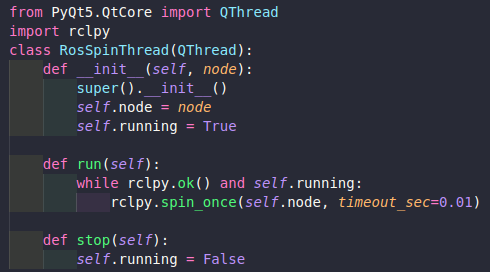 from PyQt5.QtCore import QThread
import rclpy
class RosSpinThread(QThread):
    def __init__(self, node):
        super().__init__()
        self.node = node
        self.running = True

    def run(self):
        while rclpy.ok() and self.running:
            rclpy.spin_once(self.node, timeout_sec=0.01)

    def stop(self):
        self.running = False